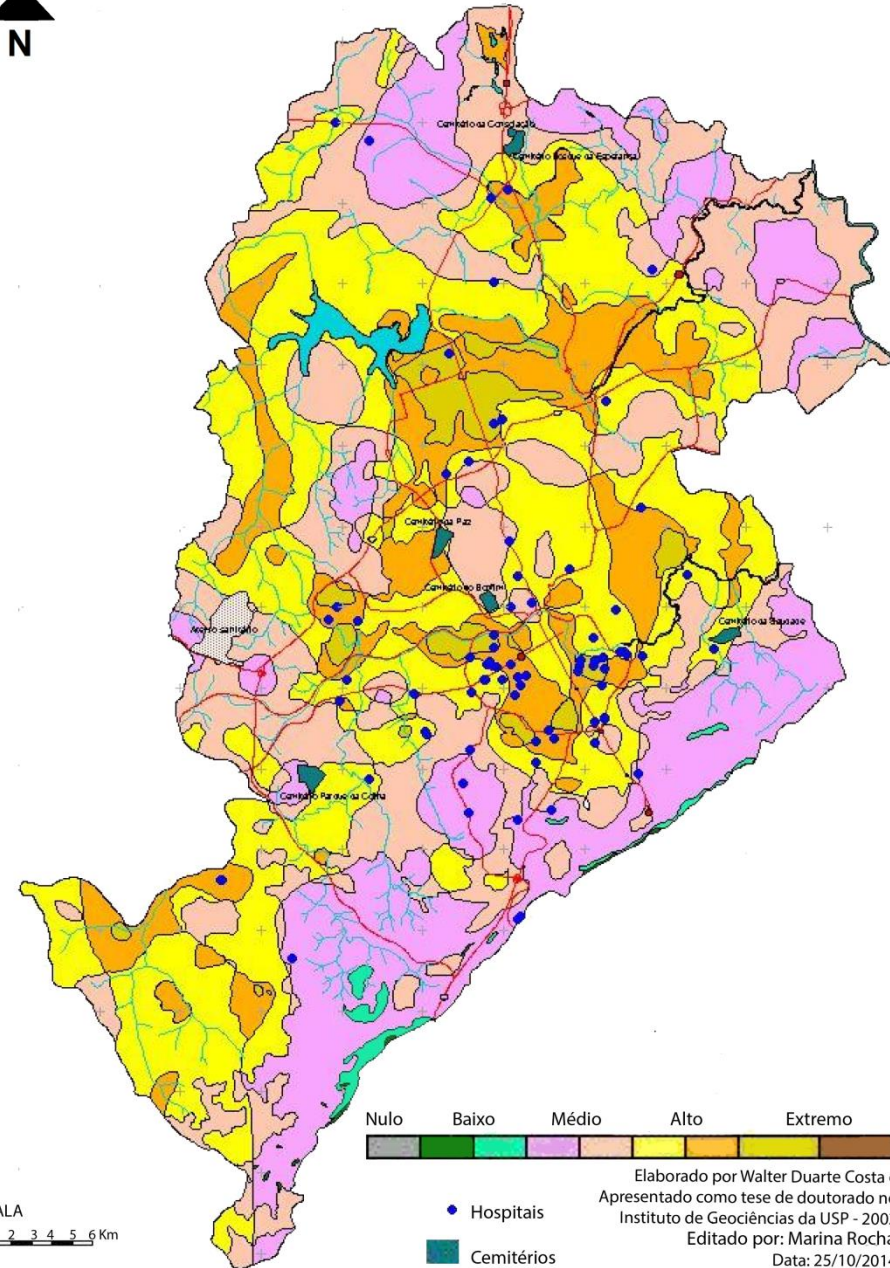 N
Cemitério da Consolação
Cemitério Bosque da Esperança
Cemitério da Paz
Cemitério do Bonfim
Cemitério da Saudade
Aterro sanitário
Cemitério Parque da Colina
Nulo Baixo Médio Alto Extremo
Elaborado por Walter Duarte Costa
Apresentado como tese de doutorado no
Instituto de Geociências da USP - 200
Editado por: Marina Rocha
Data: 25/10/2014
Hospitais
Cemitérios
ALA
2 3 4 5 6 Km